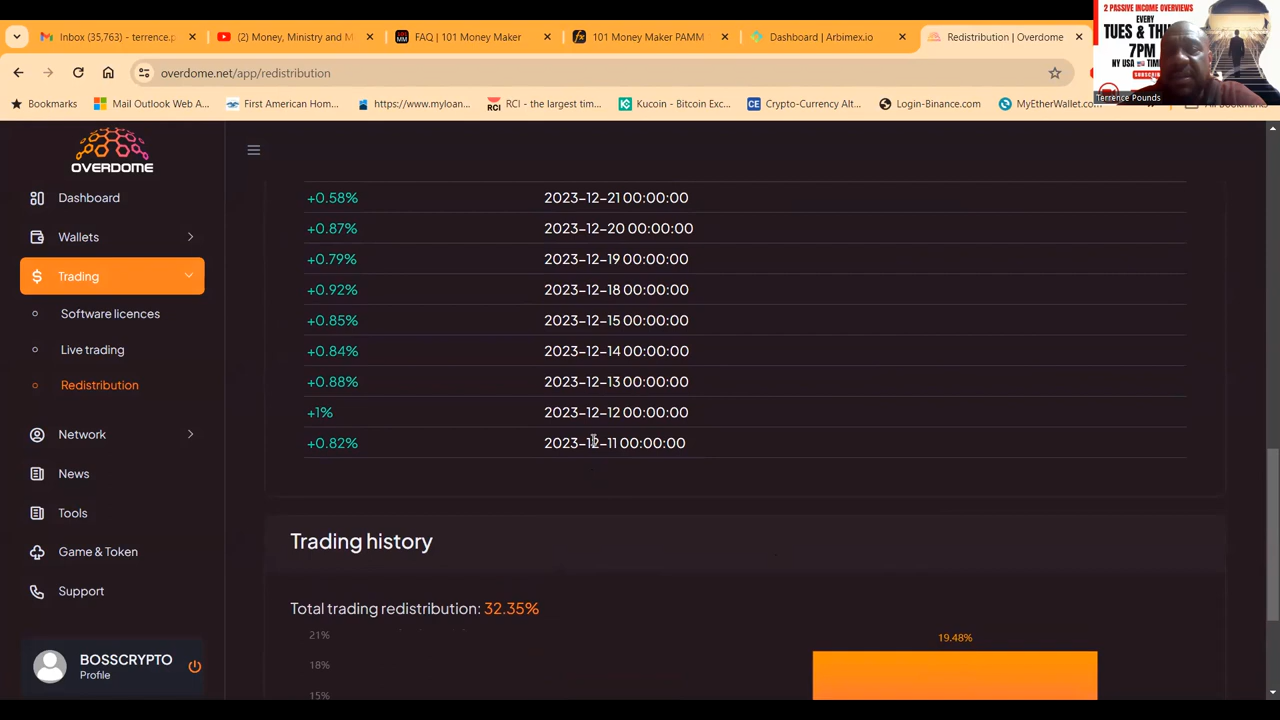 Inbox (35,763) - terrence.p
(2) Money, Ministry and M
FAQ | 101 Money Maker
101 Money Maker PAMM
Dashboard | Arbimex.io
Redistribution | Overdome
overdome.net/app/redistribution
Bookmarks
Mail Outlook Web A...
First American Hom...
https://www.myjoan...
RCI - the largest tim...
Kucoin - Bitcoin Exc...
Crypto-Currency Alt...
Login-Binance.com
MyEtherWallet.com
2 PASSIVE INCOME OVERVIEWS
EVERY
TUES & THU
7PM
NY USA TIM
Terrence Pounds
OVERDOME
Dashboard
Wallets
Trading
Software licences
Live trading
Redistribution
Network
News
Tools
Game & Token
Support
BOSSCRYPTO
Profile
+0.58% 2023-12-21 00:00:00
+0.87% 2023-12-20 00:00:00
+0.79% 2023-12-19 00:00:00
+0.92% 2023-12-18 00:00:00
+0.85% 2023-12-15 00:00:00
+0.84% 2023-12-14 00:00:00
+0.88% 2023-12-13 00:00:00
+1% 2023-12-12 00:00:00
+0.82% 2023-12-11 00:00:00
Trading history
Total trading redistribution: 32.35%
21%
19.48%
18%
15%